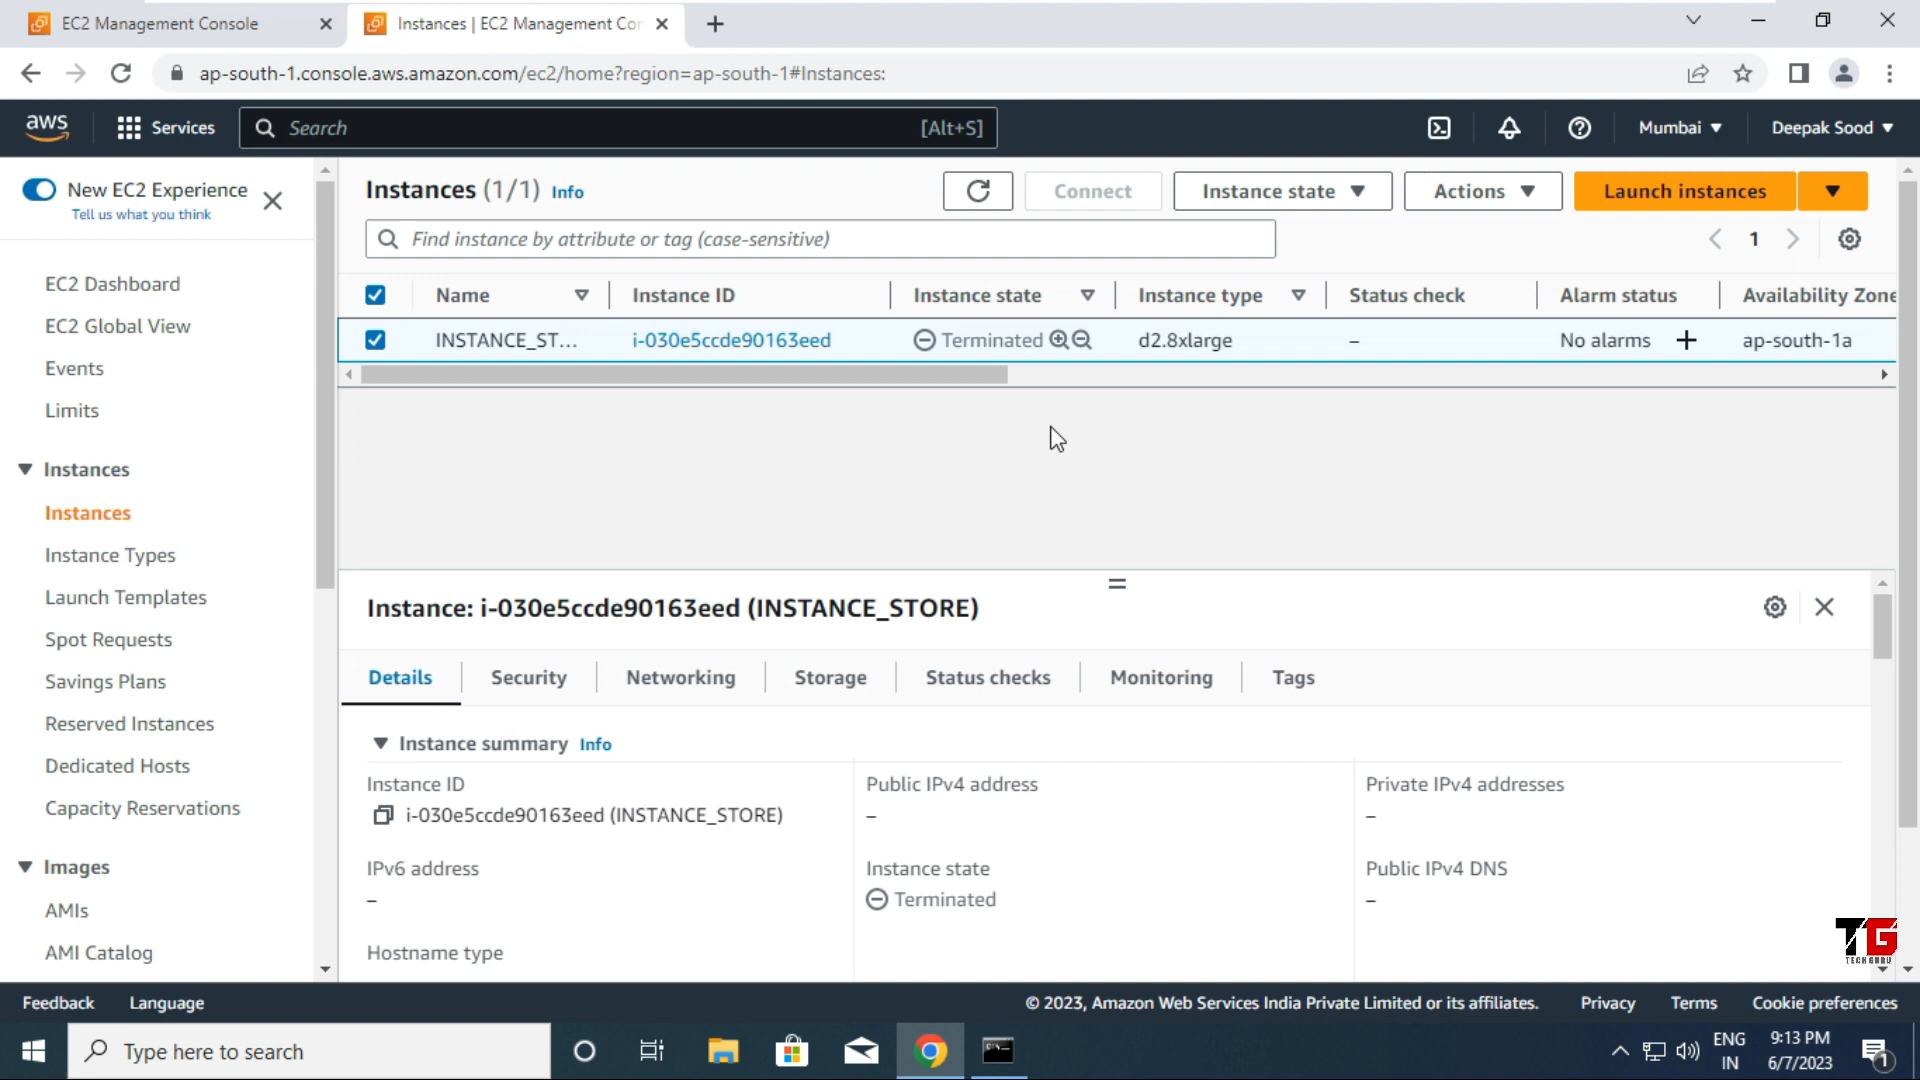 EC2 Management Console
Instances | EC2 Management Con
ap-south-1.console.aws.amazon.com/ec2/home?region=ap-south-1#Instances:
aws
Services
Search
[Alt+S]
Mumbai
Deepak Sood
New EC2 Experience
Tell us what you think
EC2 Dashboard
EC2 Global View
Events
Limits
Instances
Instances
Instance Types
Launch Templates
Spot Requests
Savings Plans
Reserved Instances
Dedicated Hosts
Capacity Reservations
Images
AMIs
AMI Catalog
Instances (1/1) Info
Connect
Instance state
Actions
Launch instances
Find instance by attribute or tag (case-sensitive)
1
Name Instance ID Instance state Instance type Status check Alarm status Availability Zone
INSTANCE_ST... i-030e5ccde90163eed Terminated d2.8xlarge – No alarms + ap-south-1a
Instance: i-030e5ccde90163eed (INSTANCE_STORE)
Details Security Networking Storage Status checks Monitoring Tags
Instance summary Info
Instance ID
i-030e5ccde90163eed (INSTANCE_STORE)
Public IPv4 address
–
Private IPv4 addresses
–
IPv6 address
–
Instance state
Terminated
Public IPv4 DNS
–
Hostname type
TG
TECH GURU
Feedback Language
© 2023, Amazon Web Services India Private Limited or its affiliates. Privacy Terms Cookie preferences
Type here to search
ENG
IN
9:13 PM
6/7/2023
1